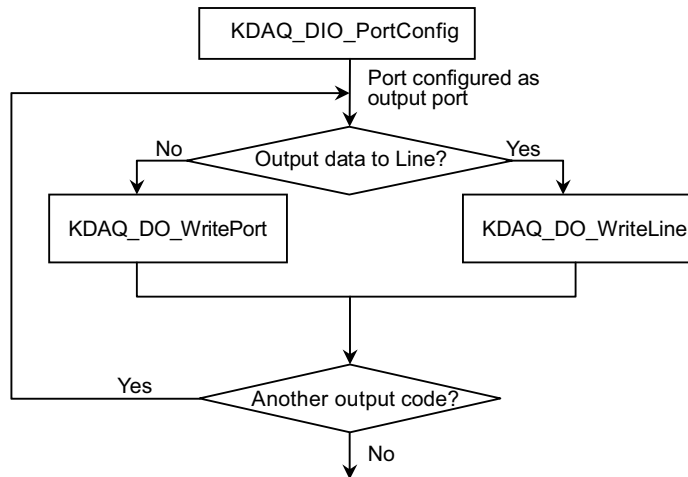 KDAQ_DIO_PortConfig
Port configured as
output port
No
Output data to Line?
Yes
KDAQ_DO_WritePort
KDAQ_DO_WriteLine
Yes
Another output code?
No